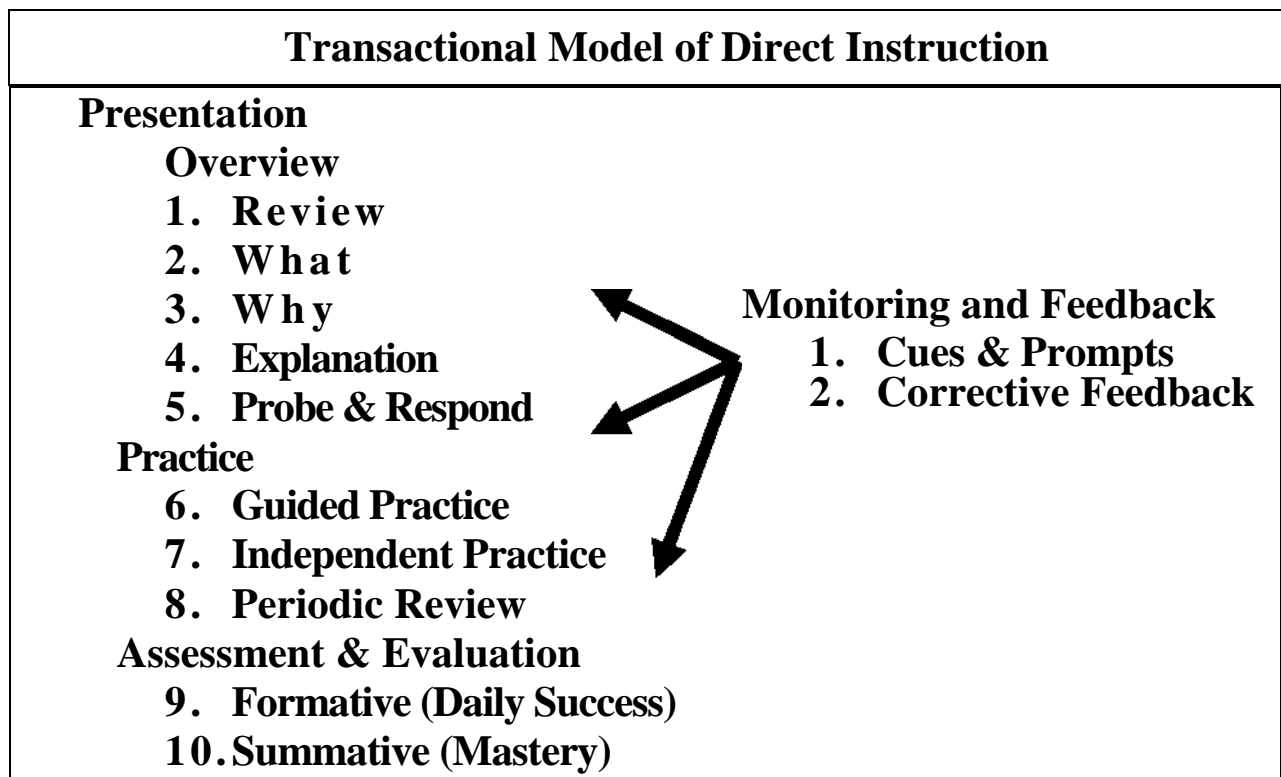 Transactional Model of Direct Instruction
Presentation
Overview
1. Review
2. What
3. Why
4. Explanation
5. Probe & Respond
Practice
6. Guided Practice
7. Independent Practice
8. Periodic Review
Assessment & Evaluation
9. Formative (Daily Success)
10. Summative (Mastery)
Monitoring and Feedback
1. Cues & Prompts
2. Corrective Feedback